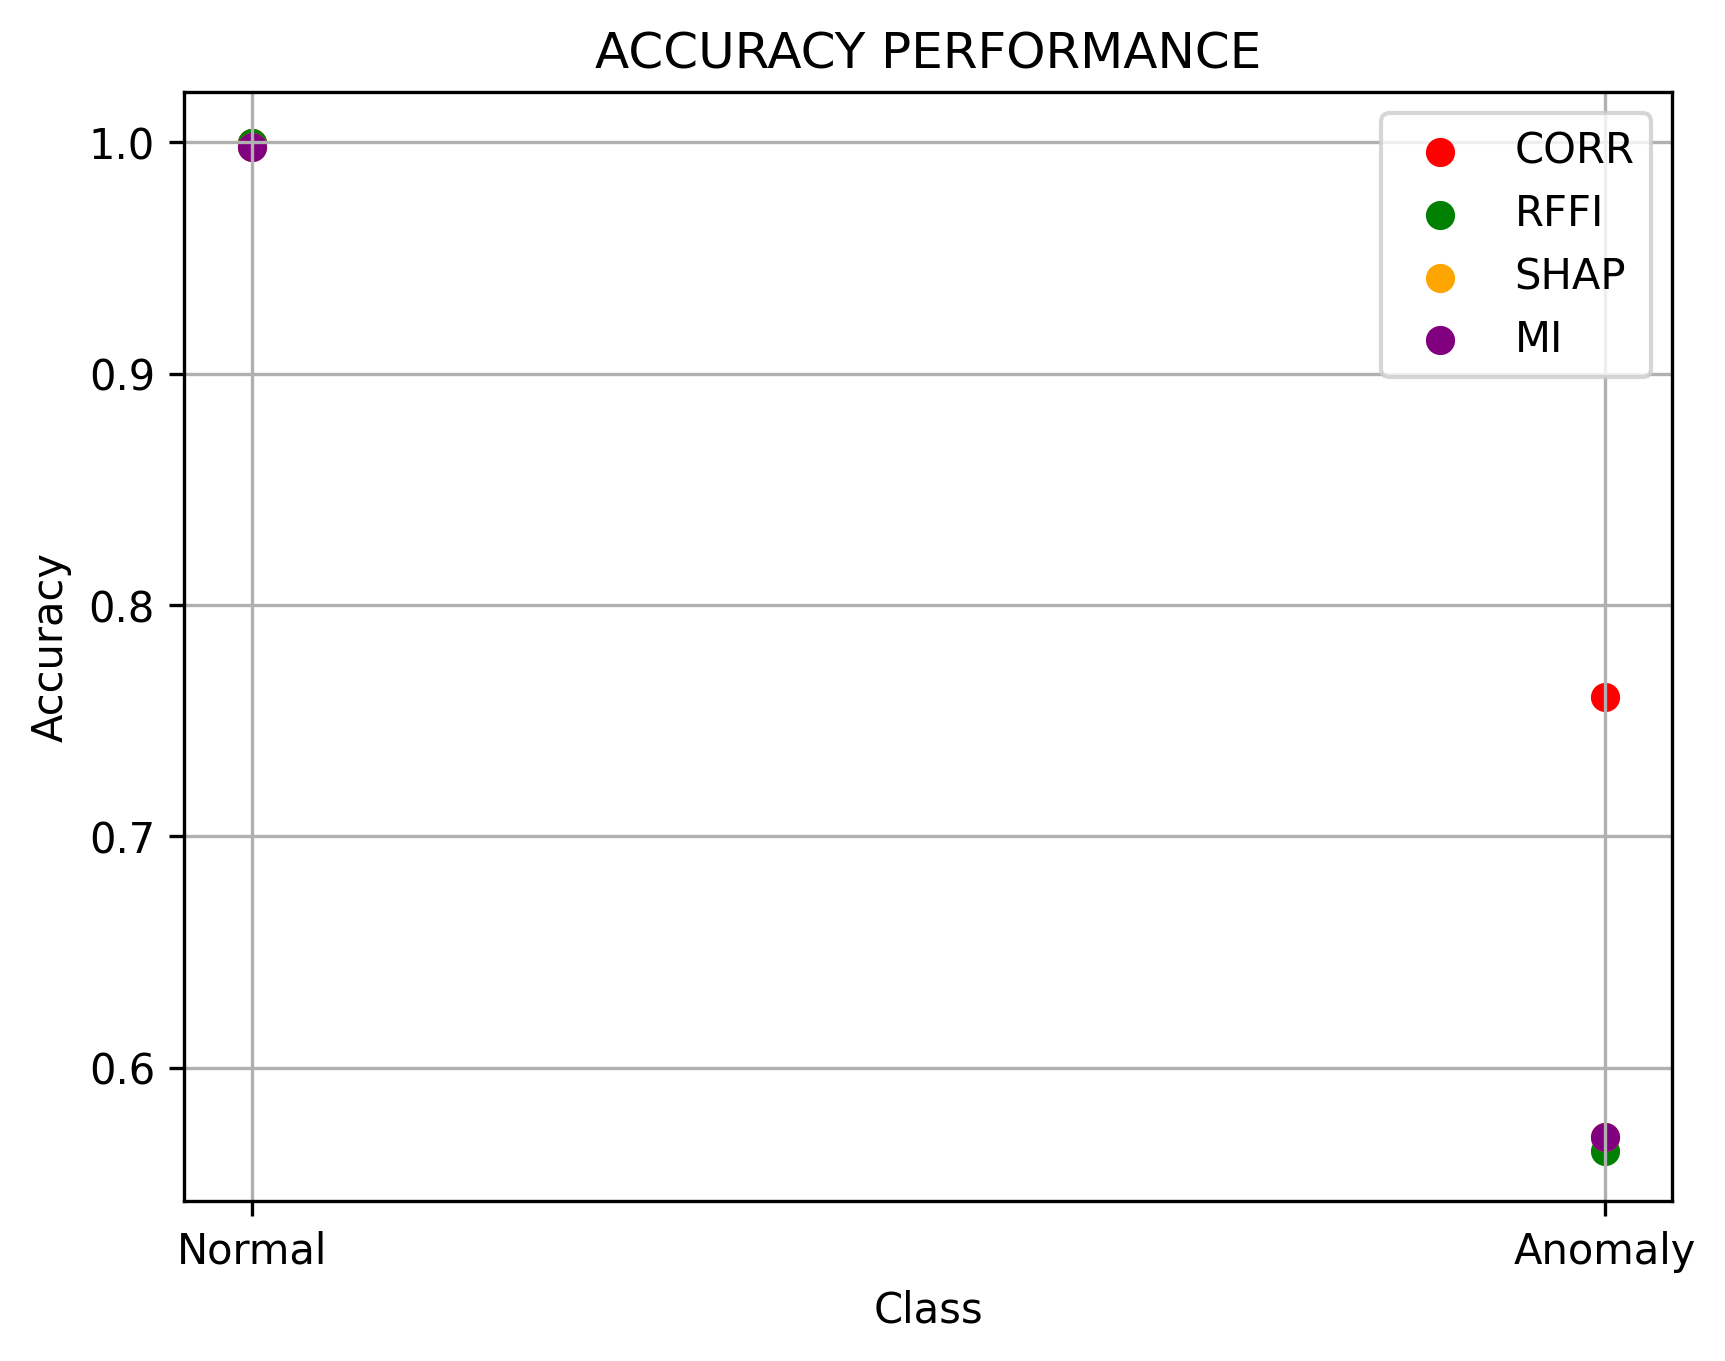 ACCURACY PERFORMANCE
1.0
0.9
0.8
0.7
0.6
Accuracy
CORR
RFFI
SHAP
MI
Normal
Anomaly
Class